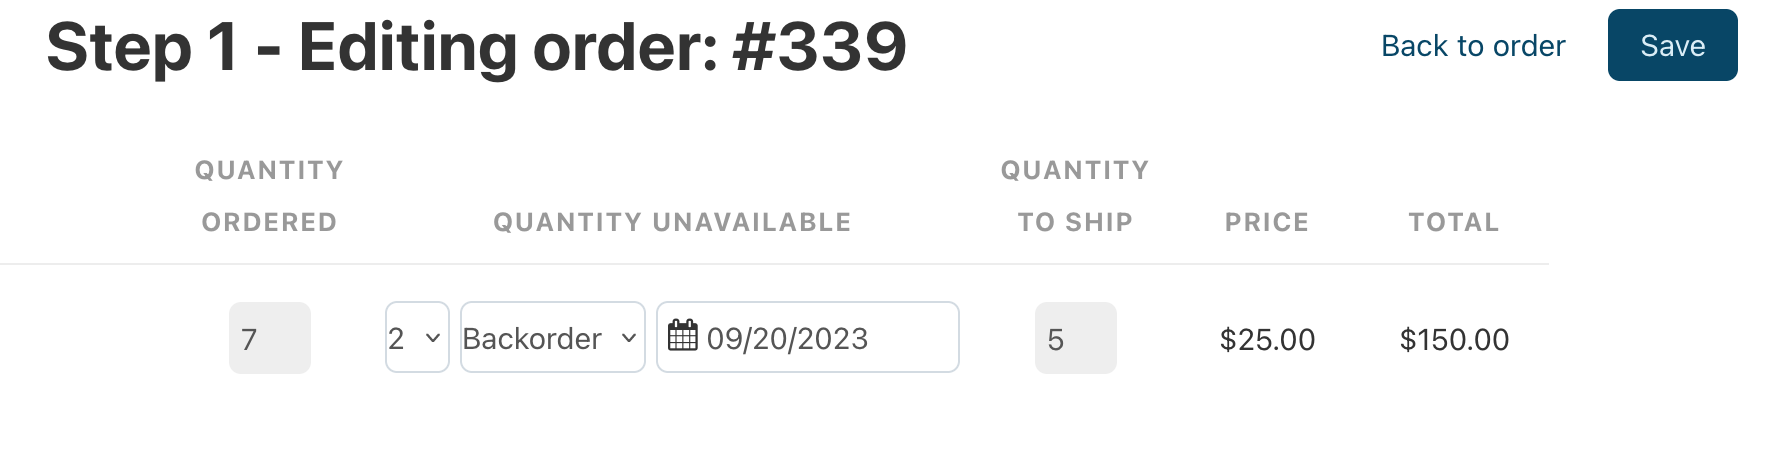 Step 1 - Editing order: #339
Back to order
Save
QUANTITY
ORDERED
QUANTITY UNAVAILABLE
QUANTITY
TO SHIP
PRICE
TOTAL
7
2
Backorder
09/20/2023
5
$25.00
$150.00